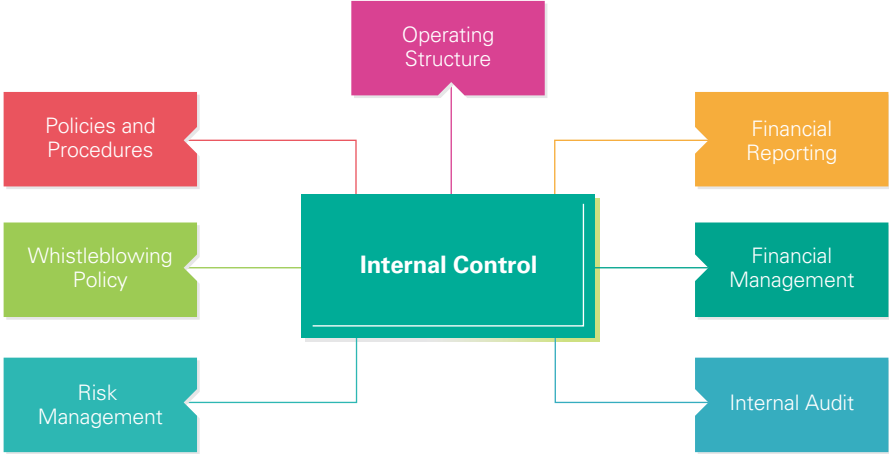 Operating
Structure
Policies and
Procedures
Financial
Reporting
Whistleblowing
Policy
Internal Control
Financial
Management
Risk
Management
Internal Audit